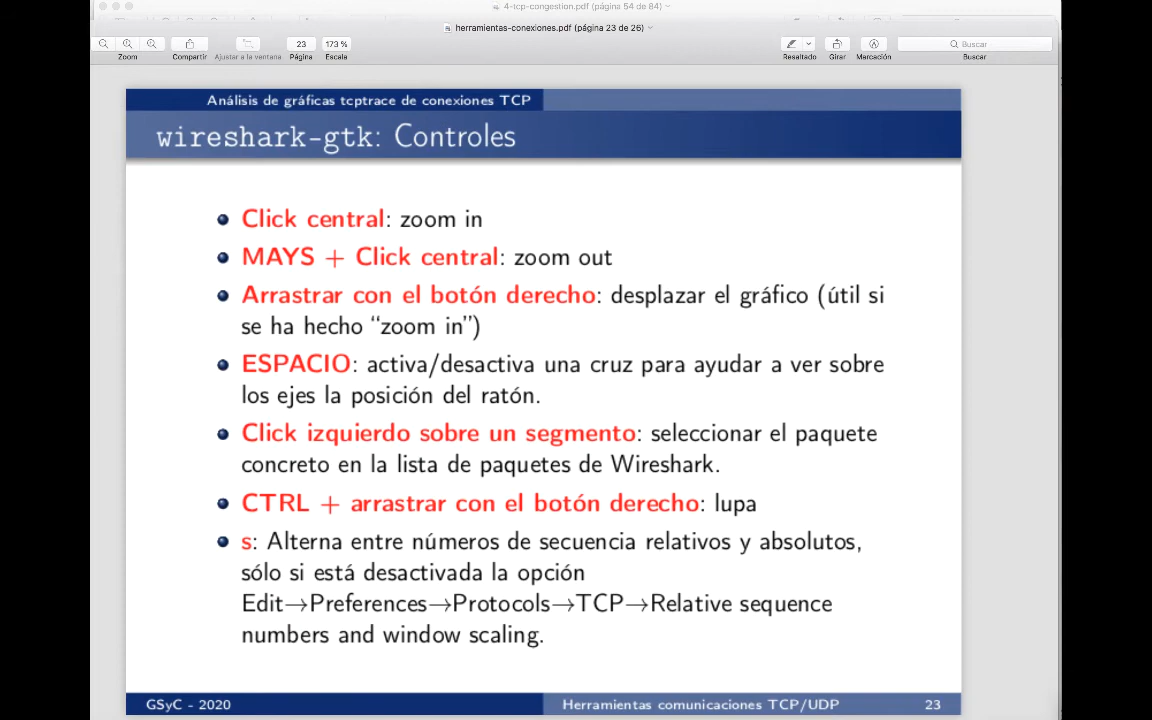 4-tcp-congestion.pdf (página 54 de 84)
herramientas-conexiones.pdf (página 23 de 26)
23
173 %
Buscar
Zoom
Compartir
Ajustar a la ventana
Página
Escala
Resaltado
Girar
Marcación
Buscar
Análisis de gráficas tcptrace de conexiones TCP
wireshark-gtk: Controles
Click central: zoom in
MAYS + Click central: zoom out
Arrastrar con el botón derecho: desplazar el gráfico (útil si
se ha hecho “zoom in”)
ESPACIO: activa/desactiva una cruz para ayudar a ver sobre
los ejes la posición del ratón.
Click izquierdo sobre un segmento: seleccionar el paquete
concreto en la lista de paquetes de Wireshark.
CTRL + arrastrar con el botón derecho: lupa
s: Alterna entre números de secuencia relativos y absolutos,
sólo si está desactivada la opción
Edit→Preferences→Protocols→TCP→Relative sequence
numbers and window scaling.
GSyC - 2020
Herramientas comunicaciones TCP/UDP
23